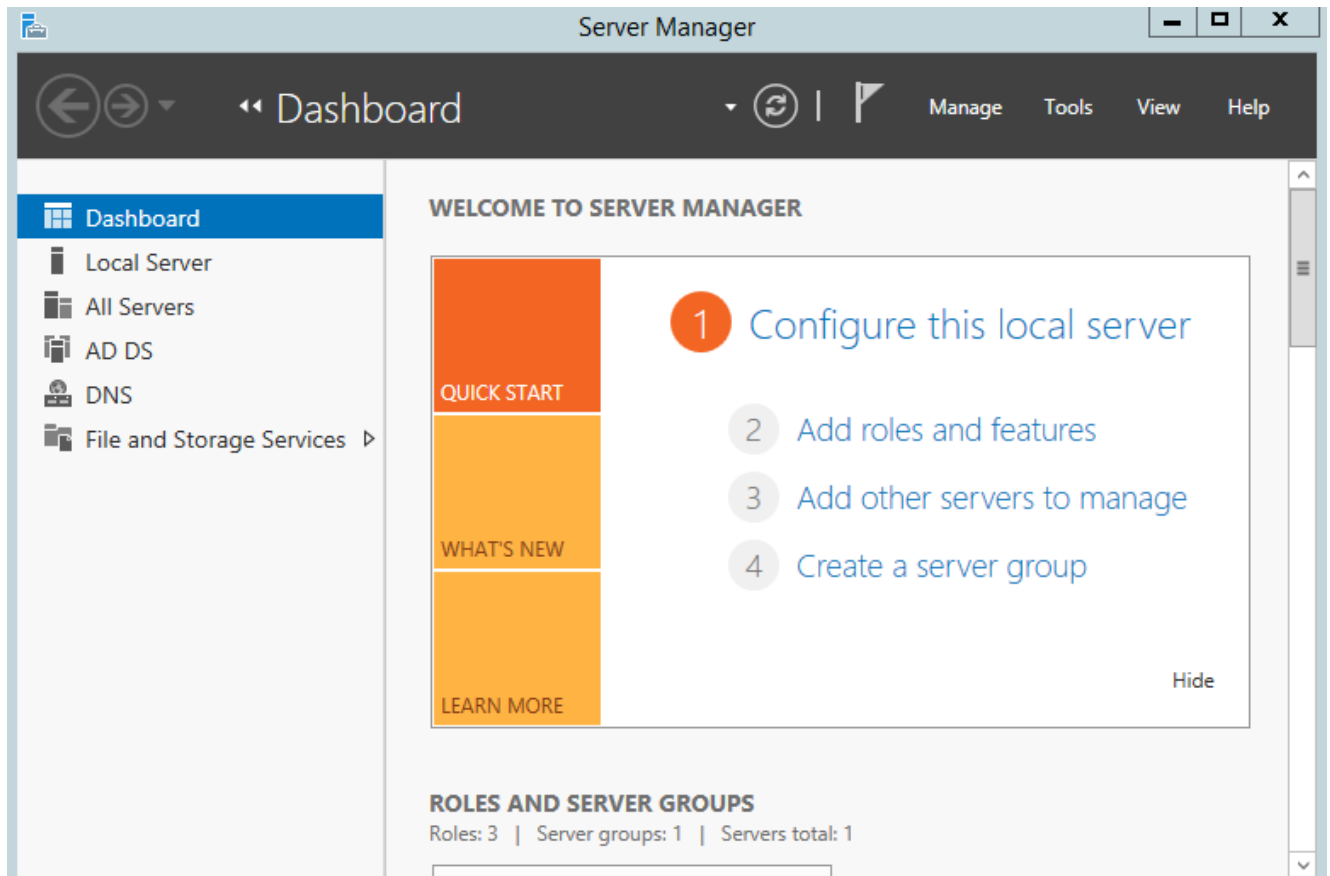 Server Manager
Dashboard
Manage Tools View Help
Dashboard
Local Server
All Servers
AD DS
DNS
File and Storage Services
WELCOME TO SERVER MANAGER
QUICK START
WHAT'S NEW
LEARN MORE
1 Configure this local server
2 Add roles and features
3 Add other servers to manage
4 Create a server group
Hide
ROLES AND SERVER GROUPS
Roles: 3 | Server groups: 1 | Servers total: 1